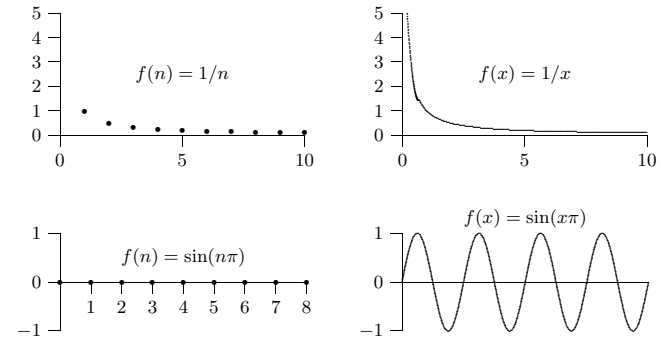 5
4
3
2
1
0
0 5 10
f(n) = 1/n
5
4
3
2
1
0
0 5 10
f(x) = 1/x
1
0
−1
f(n) = sin(nπ)
1 2 3 4 5 6 7 8
f(x) = sin(xπ)
1
0
−1